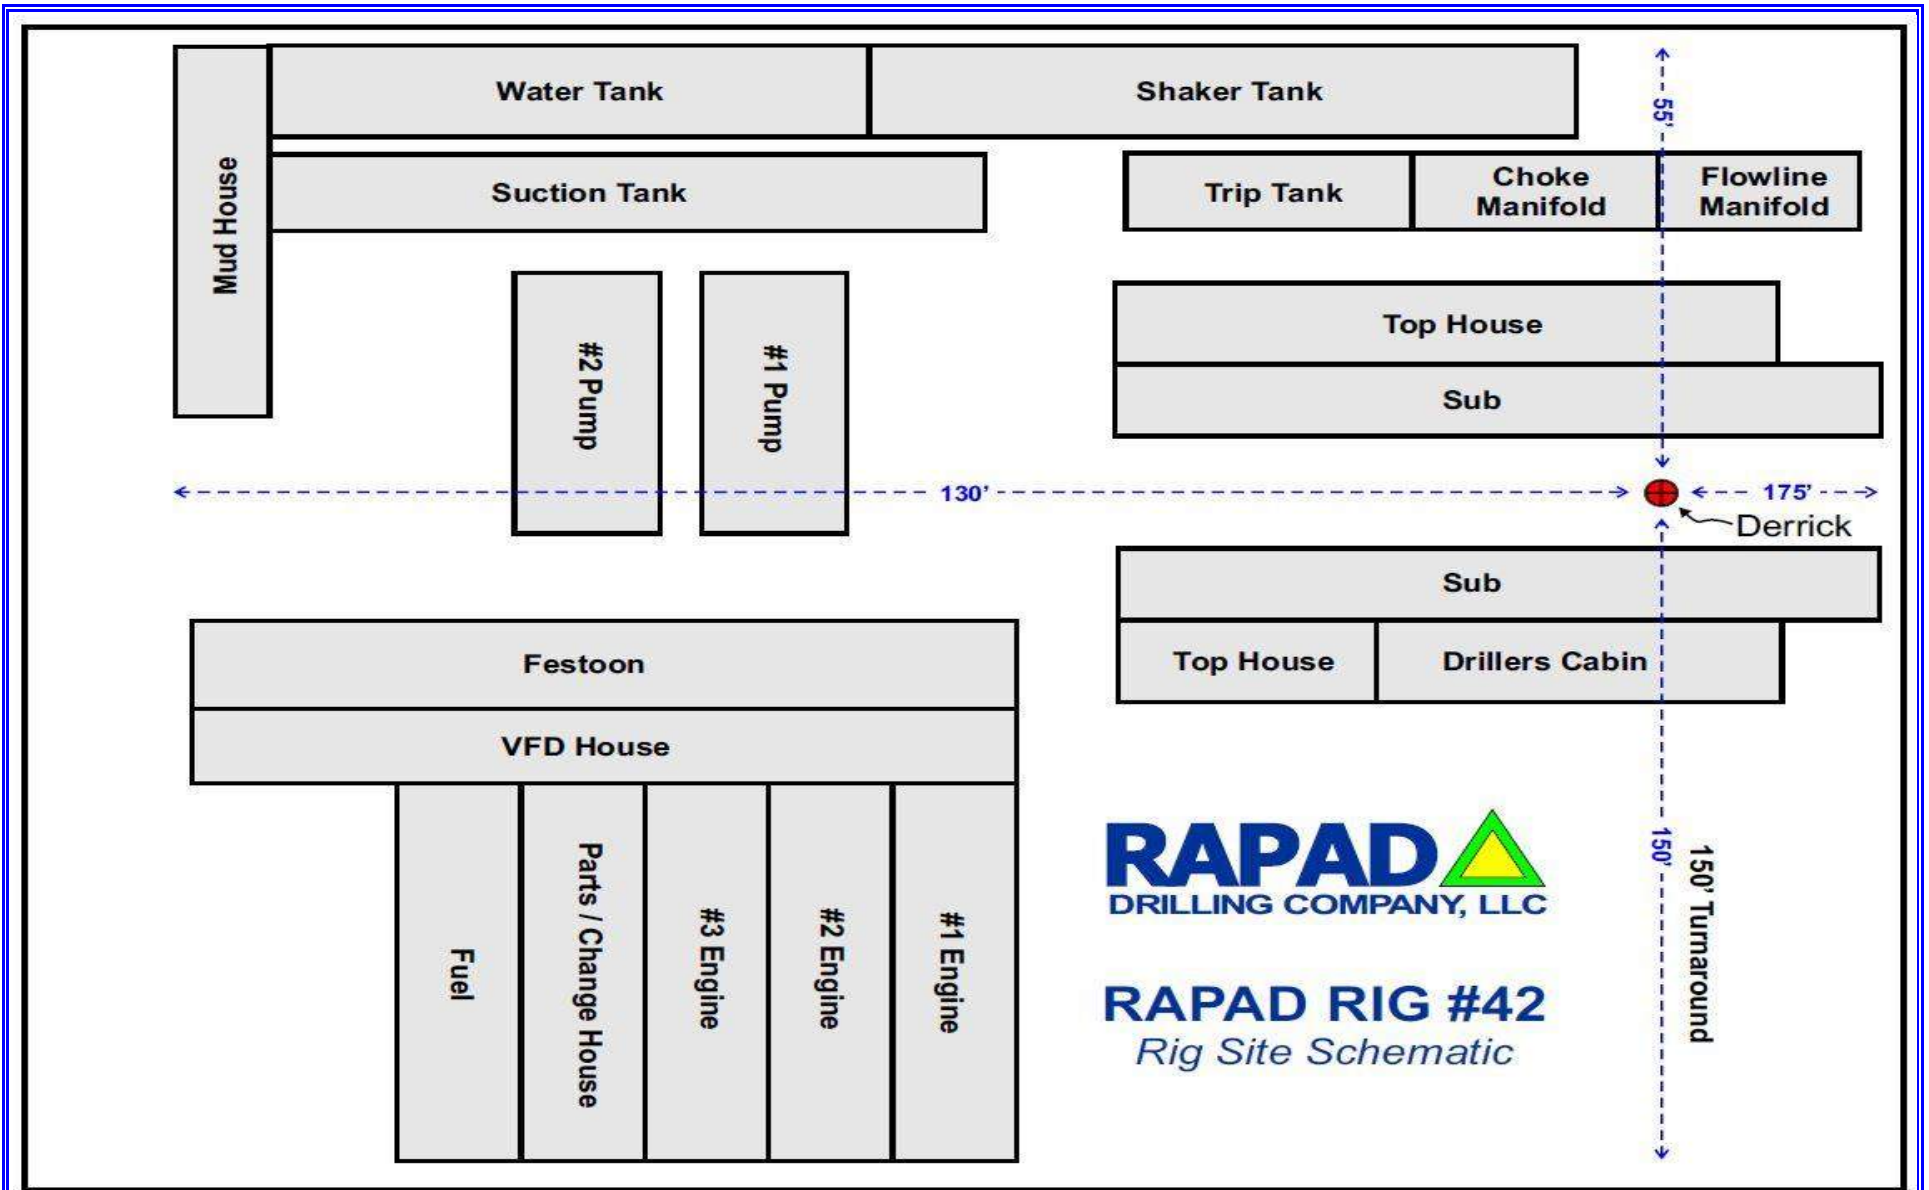 Water Tank
Shaker Tank
55’
Mud House
Suction Tank
Trip Tank
Choke
Manifold
Flowline
Manifold
#2 Pump
#1 Pump
Top House
Sub
130’
175’
Derrick
Sub
Top House
Drillers Cabin
Festoon
VFD House
Fuel
Parts / Change House
#3 Engine
#2 Engine
#1 Engine
RAPAD
DRILLING COMPANY, LLC
RAPAD RIG #42
Rig Site Schematic
150’
150’ Turnaround